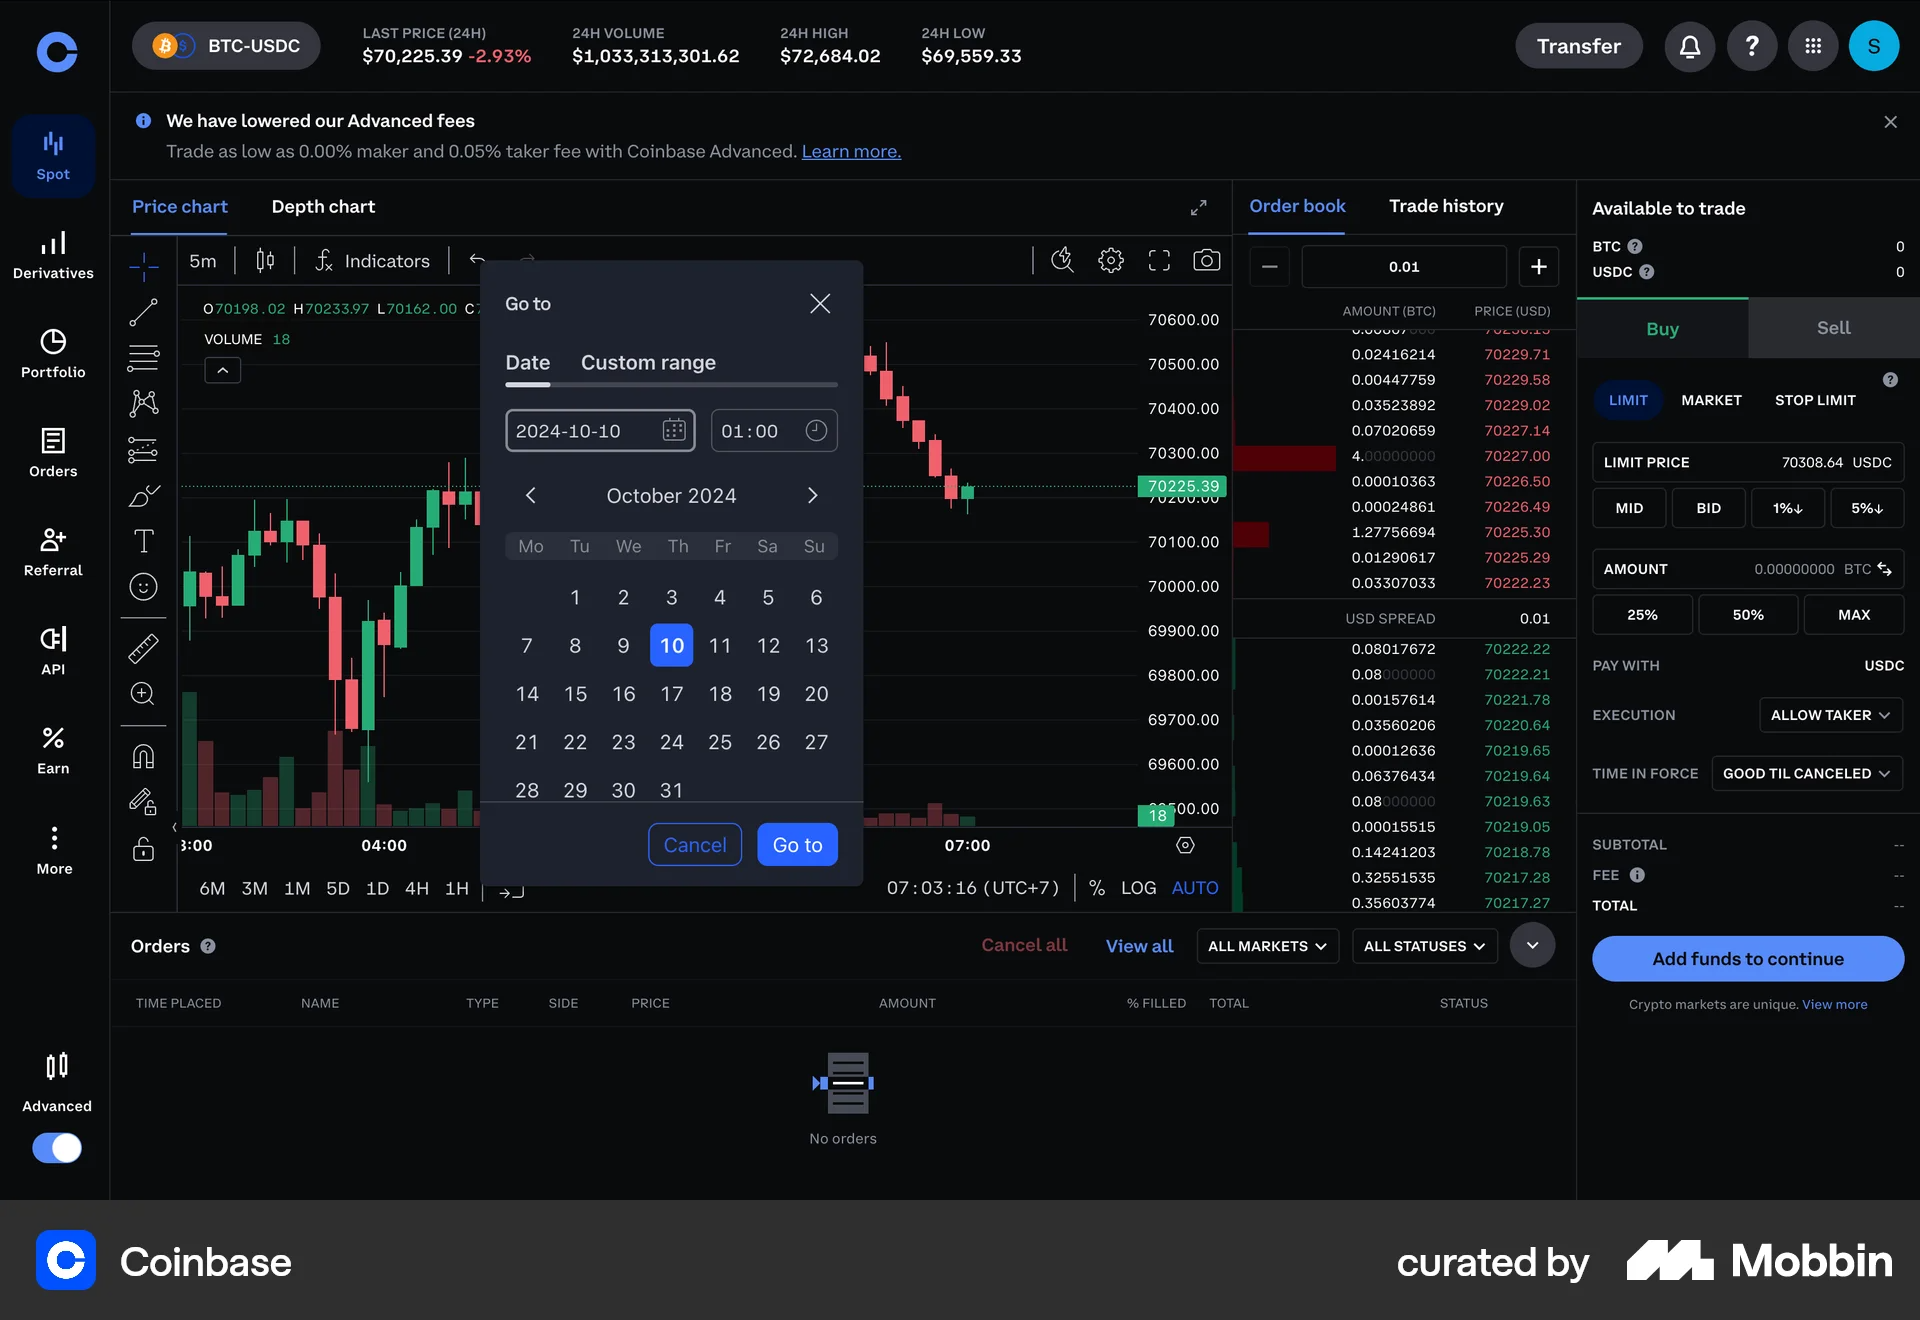 BTC-USDC
LAST PRICE (24H)
$70,225.39 -2.93%
24H VOLUME
$1,033,313,301.62
24H HIGH
$72,684.02
24H LOW
$69,559.33
Transfer
?
S
We have lowered our Advanced fees
Trade as low as 0.00% maker and 0.05% taker fee with Coinbase Advanced. Learn more.
Spot
Derivatives
Portfolio
Orders
Referral
API
Earn
More
Advanced
Price chart
Depth chart
5m
Indicators
O70198.02 H70233.97 L70162.00
VOLUME 18
70600.00
70500.00
70400.00
70300.00
70225.39
70200.00
70100.00
70000.00
69900.00
69800.00
69700.00
69600.00
18
04:00
07:00
6M 3M 1M 5D 1D 4H 1H
07:03:16 (UTC+7)
% LOG AUTO
Go to
Date
Custom range
2024-10-10
01:00
October 2024
Mo Tu We Th Fr Sa Su
1 2 3 4 5 6
7 8 9 10 11 12 13
14 15 16 17 18 19 20
21 22 23 24 25 26 27
28 29 30 31
Cancel
Go to
Order book
Trade history
0.01
AMOUNT (BTC) PRICE (USD)
0.02416214 70229.71
0.00447759 70229.58
0.03523892 70229.02
0.07020659 70227.14
4.00000000 70227.00
0.00010363 70226.50
0.00024861 70226.49
1.27756694 70225.30
0.01290617 70225.29
0.03307033 70222.23
USD SPREAD 0.01
0.08017672 70222.22
0.08000000 70222.21
0.00157614 70221.78
0.03560206 70220.64
0.00012636 70219.65
0.06376434 70219.64
0.08000000 70219.63
0.00015515 70219.05
0.14241203 70218.78
0.32551535 70217.28
0.35603774 70217.27
Available to trade
BTC ? 0
USDC ? 0
Buy
Sell
?
LIMIT
MARKET
STOP LIMIT
LIMIT PRICE 70308.64 USDC
MID
BID
1%↓
5%↓
AMOUNT 0.00000000 BTC
25%
50%
MAX
PAY WITH USDC
EXECUTION ALLOW TAKER
TIME IN FORCE GOOD TIL CANCELED
SUBTOTAL --
FEE --
TOTAL --
Add funds to continue
Crypto markets are unique. View more
Orders ?
Cancel all
View all
ALL MARKETS
ALL STATUSES
TIME PLACED NAME TYPE SIDE PRICE AMOUNT % FILLED TOTAL STATUS
No orders
Coinbase
curated by
Mobbin